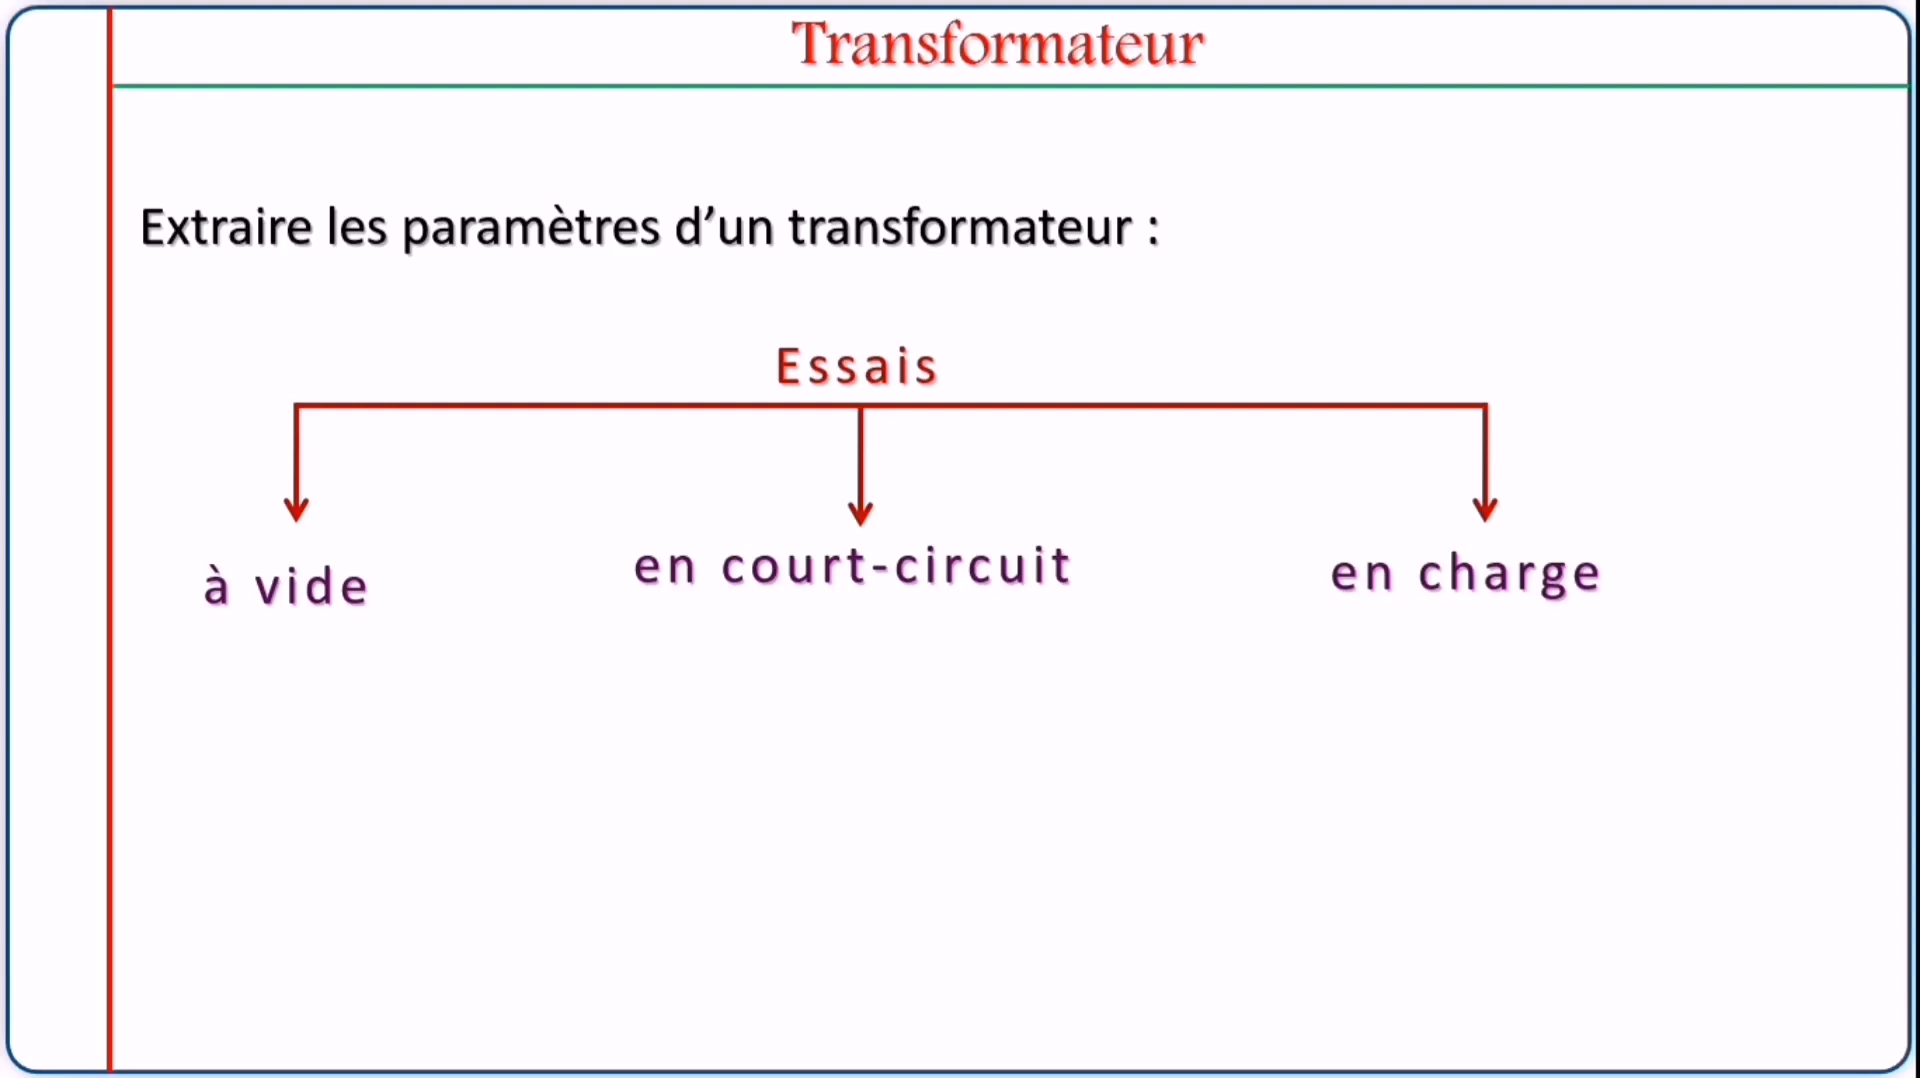 Transformateur
Extraire les paramètres d’un transformateur :
Essais
à vide
en court-circuit
en charge